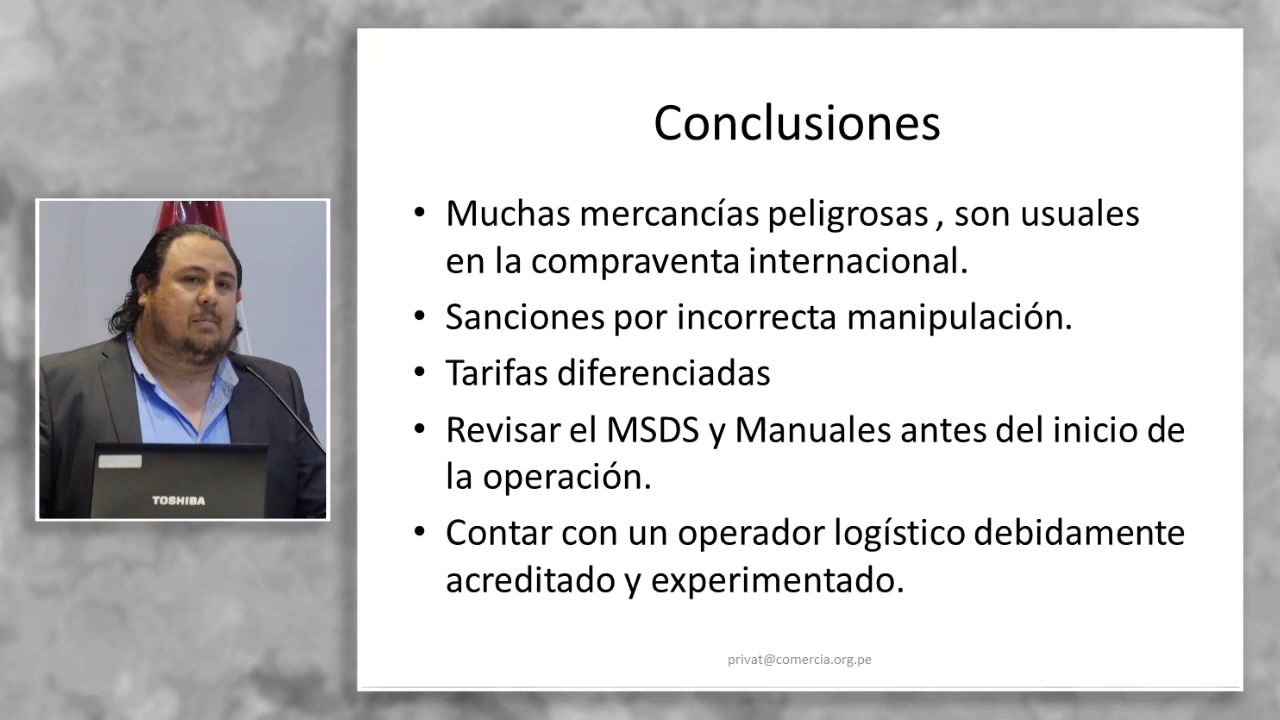 Conclusiones
• Muchas mercancías peligrosas , son usuales
en la compraventa internacional.
• Sanciones por incorrecta manipulación.
• Tarifas diferenciadas
• Revisar el MSDS y Manuales antes del inicio de
la operación.
• Contar con un operador logístico debidamente
acreditado y experimentado.
privat@comercia.org.pe
TOSHIBA